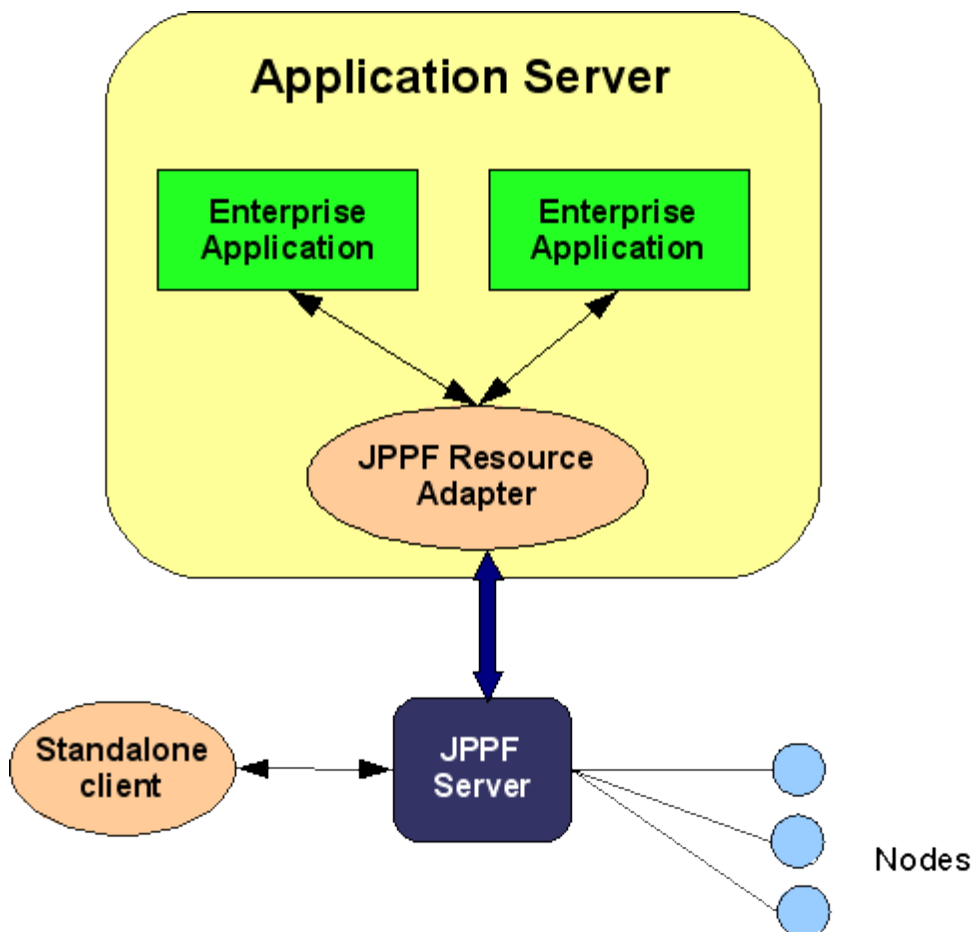 Application Server
Enterprise
Application
Enterprise
Application
JPPF Resource
Adapter
Standalone
client
JPPF
Server
Nodes